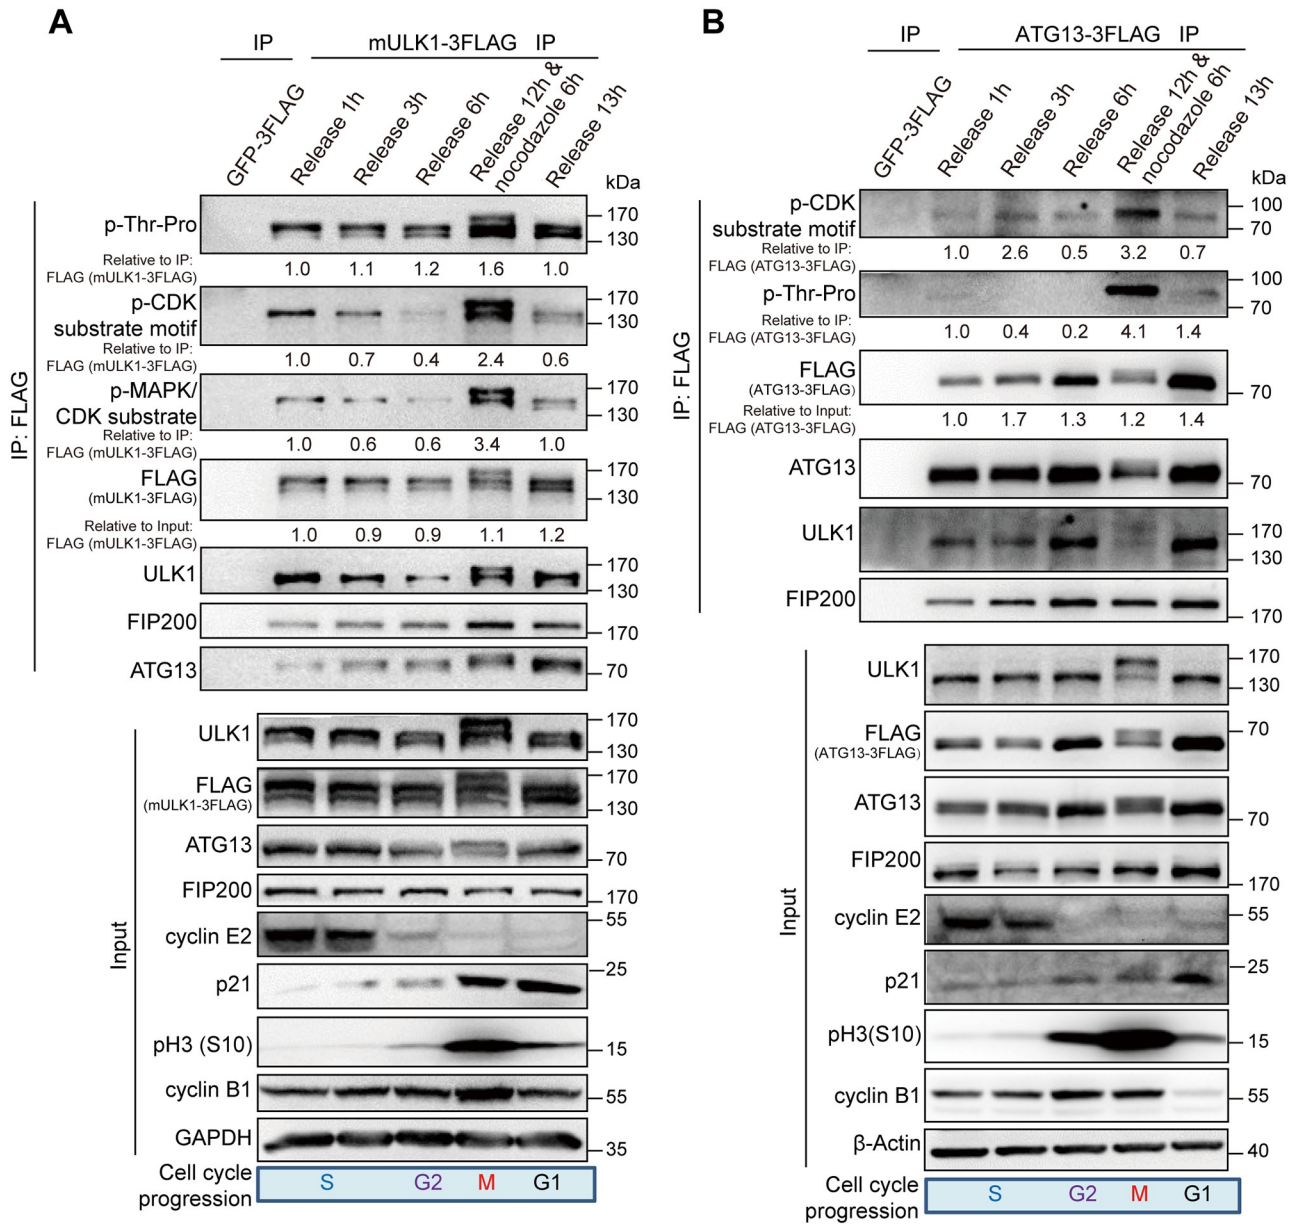 A
IP
mULK1-3FLAG IP
GFP-3FLAG
Release 1h
Release 3h
Release 6h
Release 12h &
nocodazole 6h
Release 13h
kDa
IP: FLAG
p-Thr-Pro
170
130
Relative to IP:
FLAG (mULK1-3FLAG)
1.0 1.1 1.2 1.6 1.0
p-CDK
substrate motif
170
130
Relative to IP:
FLAG (mULK1-3FLAG)
1.0 0.7 0.4 2.4 0.6
p-MAPK/
CDK substrate
170
130
Relative to IP:
FLAG (mULK1-3FLAG)
1.0 0.6 0.6 3.4 1.0
FLAG
(mULK1-3FLAG)
170
130
Relative to Input:
FLAG (mULK1-3FLAG)
1.0 0.9 0.9 1.1 1.2
ULK1
170
130
FIP200
170
ATG13
70
Input
ULK1
170
130
FLAG
(mULK1-3FLAG)
170
130
ATG13
70
FIP200
170
cyclin E2
55
p21
25
pH3 (S10)
15
cyclin B1
55
GAPDH
35
Cell cycle
progression
S G2 M G1
B
IP
ATG13-3FLAG IP
GFP-3FLAG
Release 1h
Release 3h
Release 6h
Release 12h &
nocodazole 6h
Release 13h
kDa
IP: FLAG
p-CDK
substrate motif
100
70
Relative to IP:
FLAG (ATG13-3FLAG)
1.0 2.6 0.5 3.2 0.7
p-Thr-Pro
100
70
Relative to IP:
FLAG (ATG13-3FLAG)
1.0 0.4 0.2 4.1 1.4
FLAG
(ATG13-3FLAG)
70
Relative to Input:
FLAG (ATG13-3FLAG)
1.0 1.7 1.3 1.2 1.4
ATG13
70
ULK1
170
130
FIP200
170
Input
ULK1
170
130
FLAG
(ATG13-3FLAG)
70
ATG13
70
FIP200
170
cyclin E2
55
p21
25
pH3(S10)
15
cyclin B1
55
β-Actin
40
Cell cycle
progression
S G2 M G1